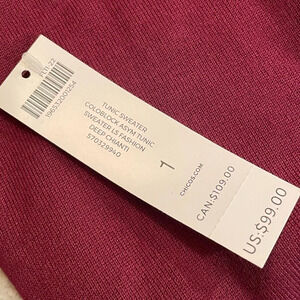 TUNIC SWEATER
COLOBLOCK ASYM TUNIC
SWEATER LS FASHION
DEEP CHIANTI
570329940
1
CHICOS.COM
CAN:$109.00
US:$99.00